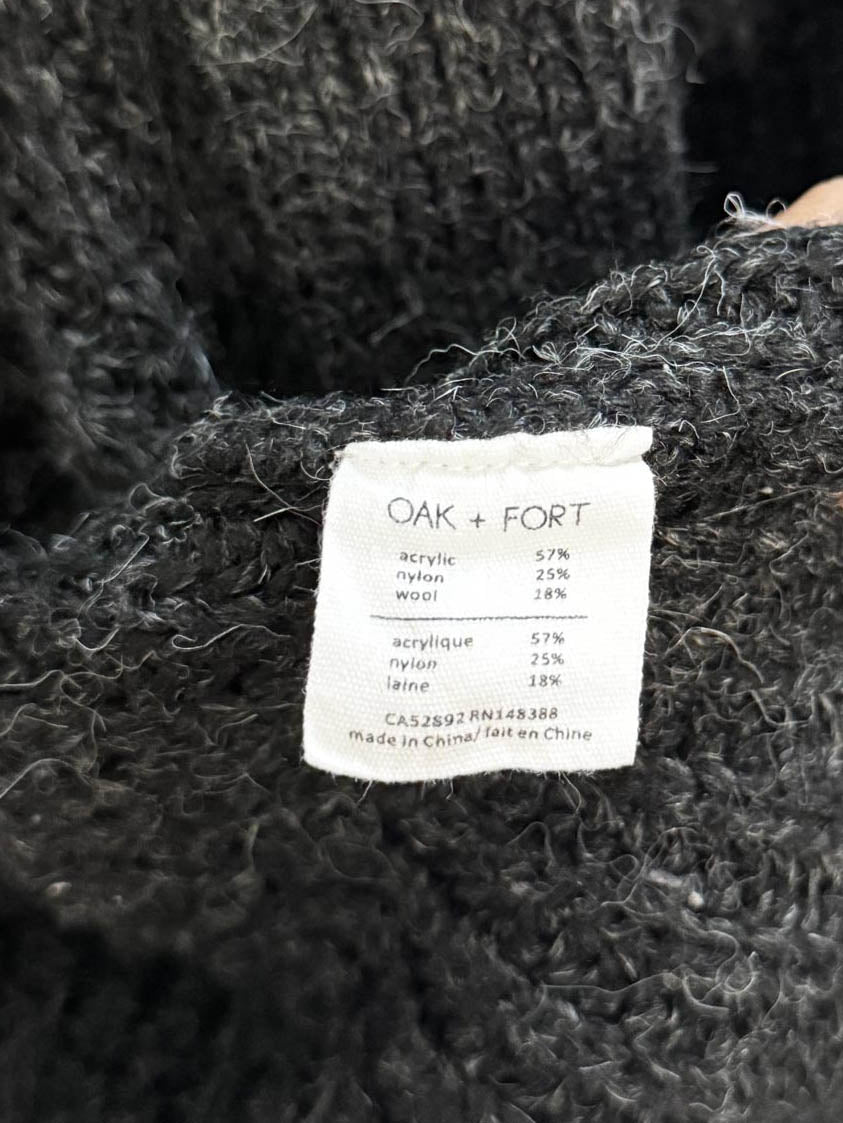 OAK + FORT
acrylic 57%
nylon 25%
wool 18%
acrylique 57%
nylon 25%
laine 18%
CA52892 RN148388
made in China/ fait en Chine